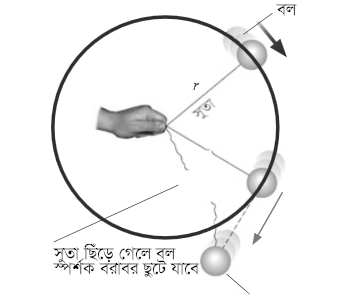 বল
r
সুতা
সুতা ছিঁড়ে গেলে বল
স্পর্শক বরাবর ছুটে যাবে